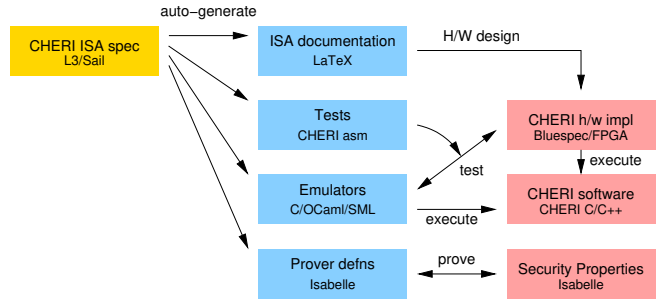 auto-generate
CHERI ISA spec
L3/Sail
ISA documentation
LaTeX
H/W design
Tests
CHERI asm
CHERI h/w impl
Bluespec/FPGA
test
execute
Emulators
C/OCaml/SML
execute
CHERI software
CHERI C/C++
Prover defns
Isabelle
prove
Security Properties
Isabelle